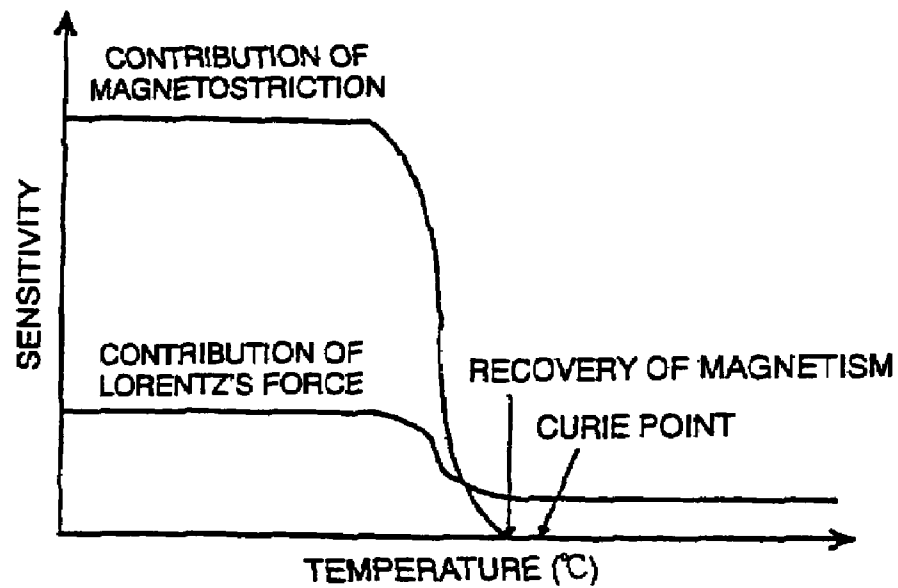 CONTRIBUTION OF
MAGNETOSTRICTION
SENSITIVITY
CONTRIBUTION OF
LORENTZ'S FORCE
RECOVERY OF MAGNETISM
CURIE POINT
TEMPERATURE (℃)